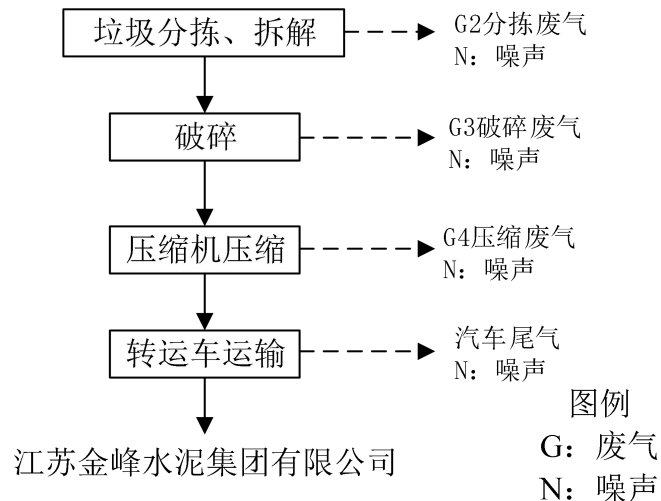 垃圾分拣、拆解
G2分拣废气
N：噪声
破碎
G3破碎废气
N：噪声
压缩机压缩
G4压缩废气
N：噪声
转运车运输
汽车尾气
N：噪声
江苏金峰水泥集团有限公司
图例
G：废气
N：噪声